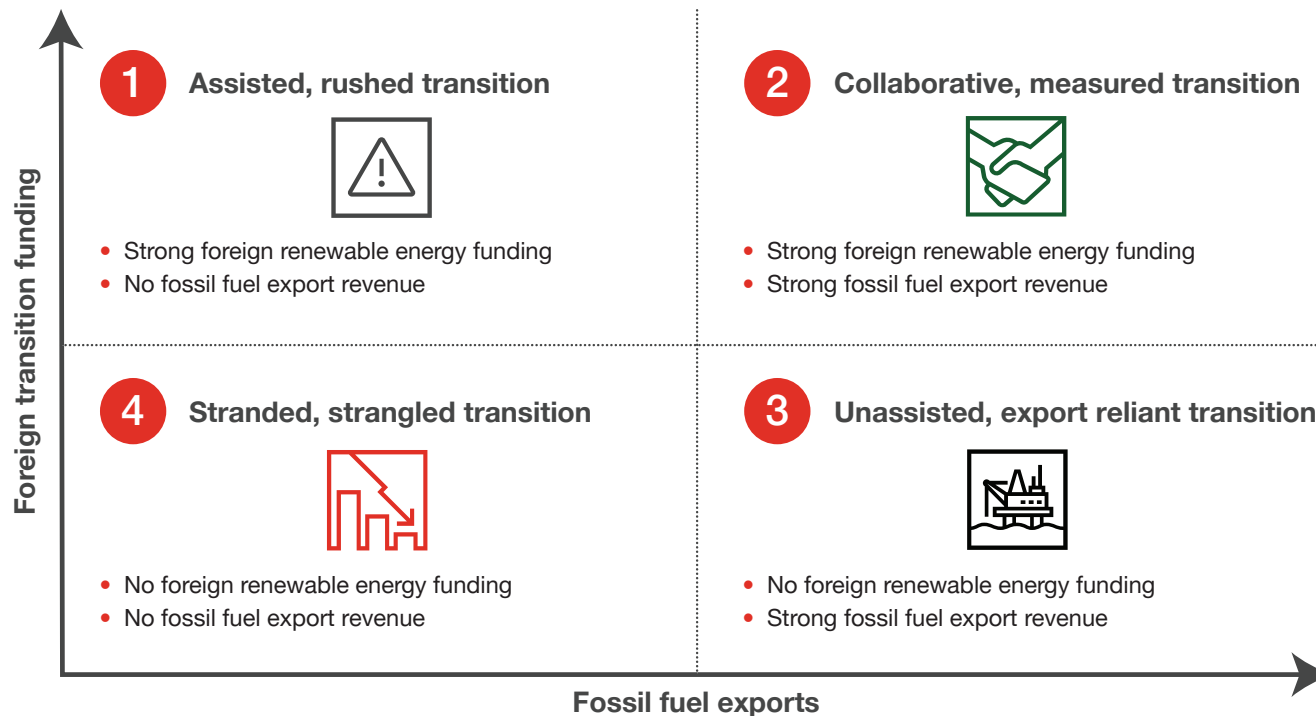 Foreign transition funding
1 Assisted, rushed transition
• Strong foreign renewable energy funding
• No fossil fuel export revenue
2 Collaborative, measured transition
• Strong foreign renewable energy funding
• Strong fossil fuel export revenue
4 Stranded, strangled transition
• No foreign renewable energy funding
• No fossil fuel export revenue
3 Unassisted, export reliant transition
• No foreign renewable energy funding
• Strong fossil fuel export revenue
Fossil fuel exports